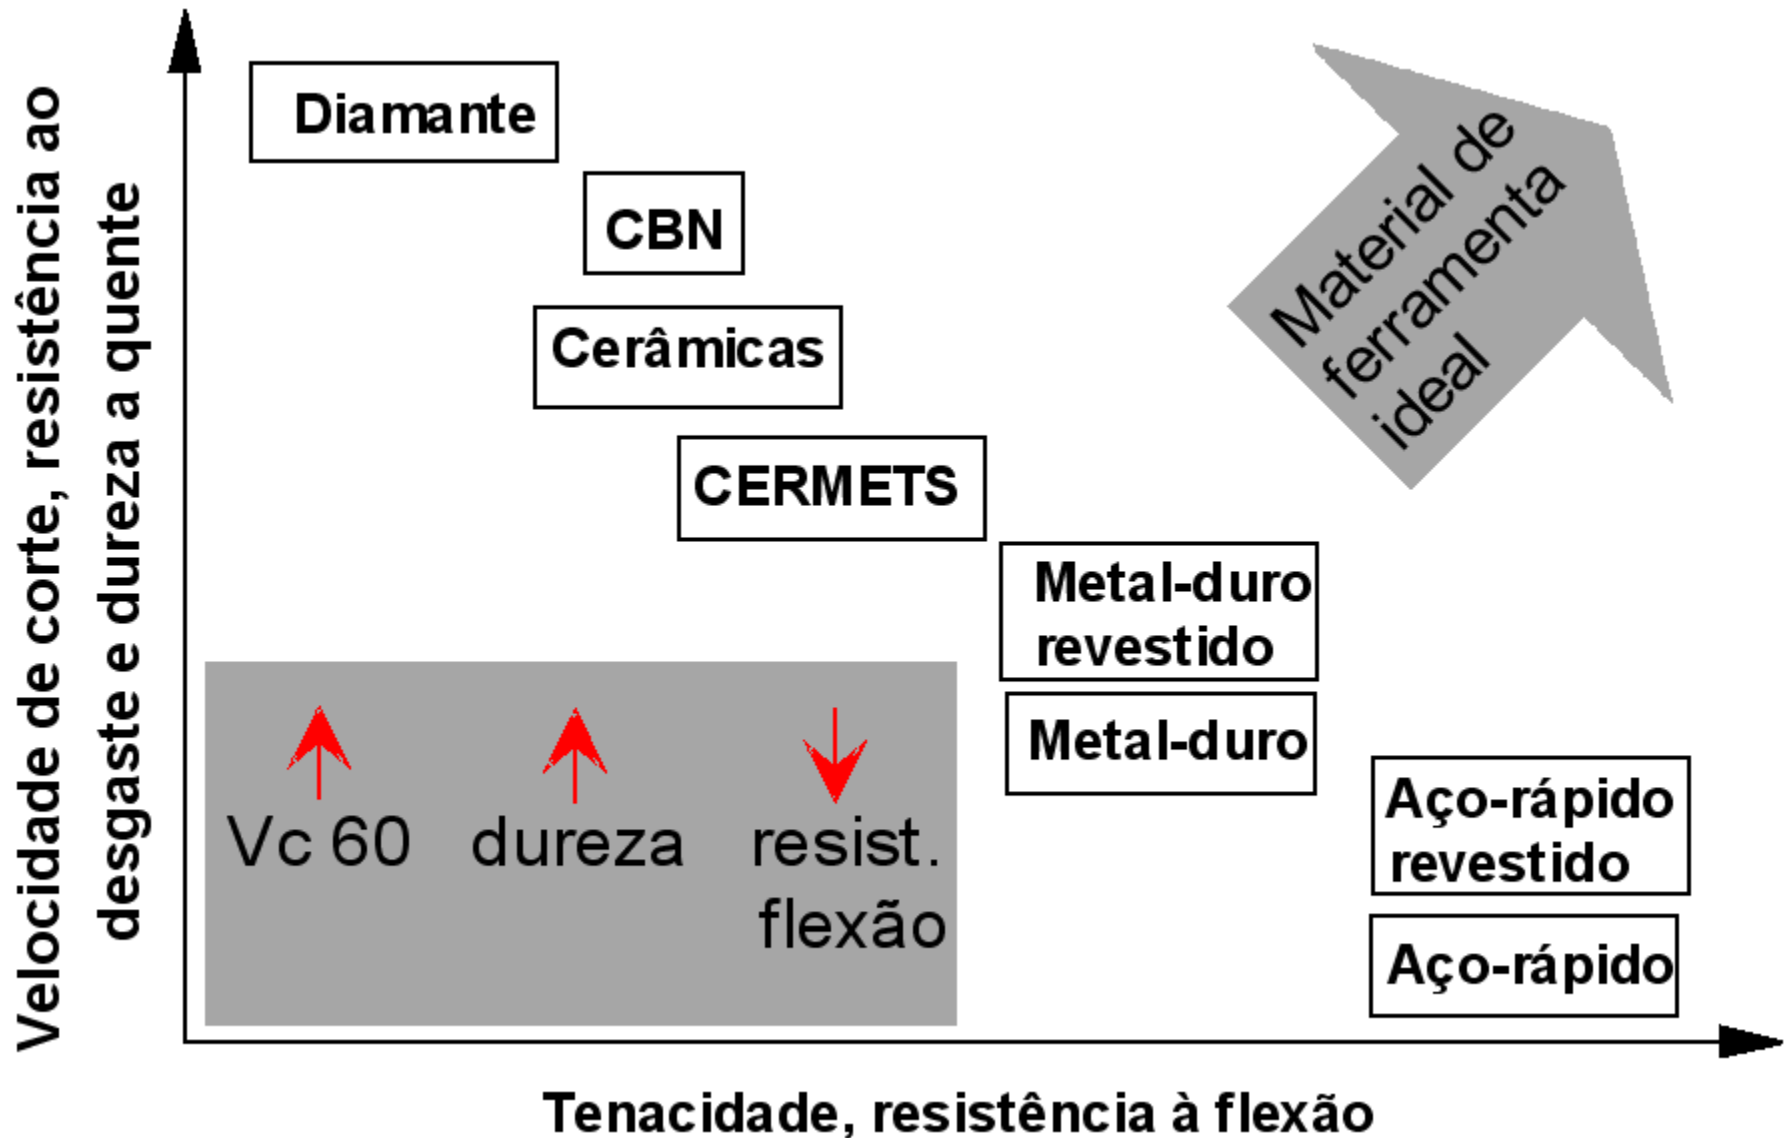 Velocidade de corte, resistência ao
desgaste e dureza a quente
Diamante
CBN
Cerâmicas
CERMETS
Metal-duro
revestido
Metal-duro
Aço-rápido
revestido
Aço-rápido
Material de
ferramenta
ideal
Vc 60 dureza resist.
flexão
Tenacidade, resistência à flexão